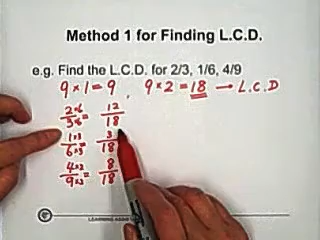 Method 1 for Finding L.C.D.
e.g. Find the L.C.D. for 2/3, 1/6, 4/9
9 × 1 = 9 , 9 × 2 = 18 → L.C.D
2×6/3×6 = 12/18
1×3/6×3 = 3/18
4×2/9×2 = 8/18
LEARNING